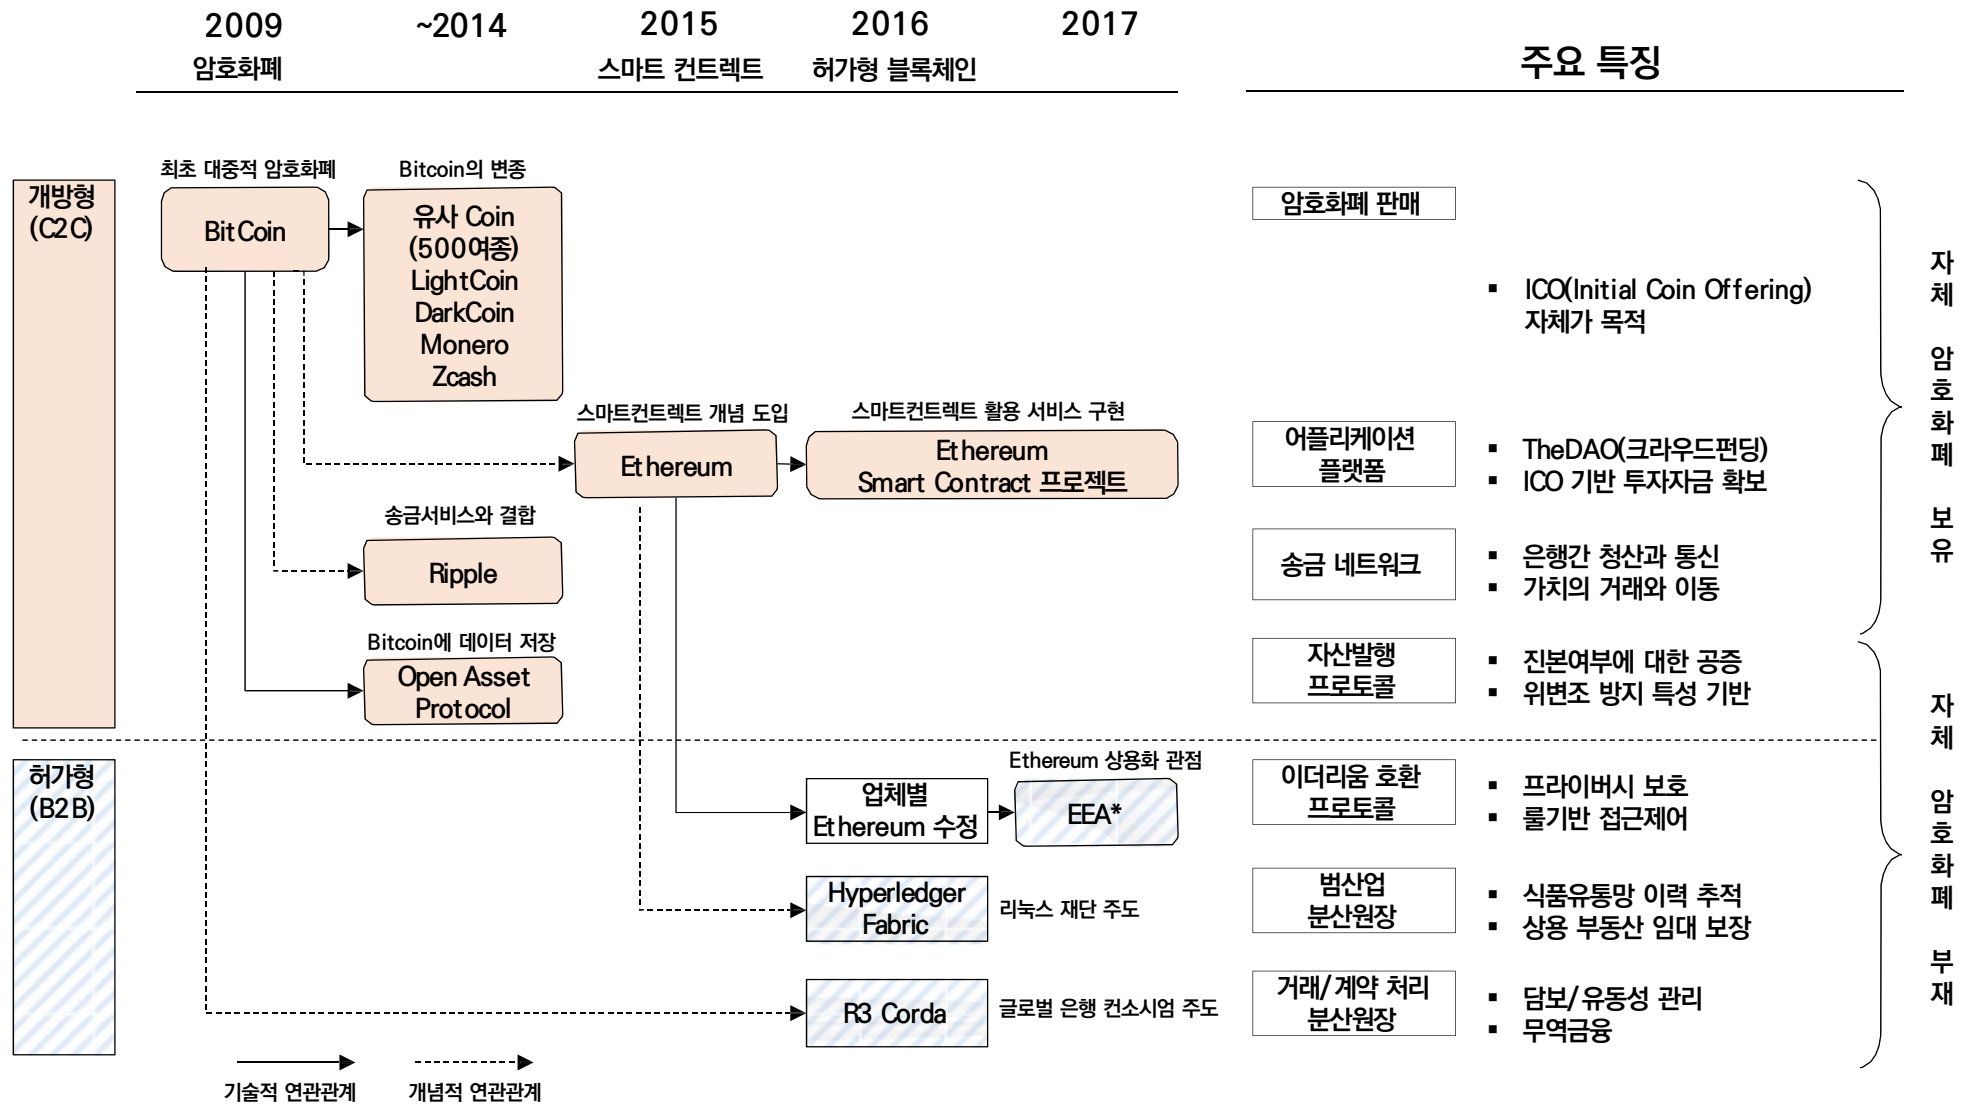 2009
~2014
2015
2016
2017
암호화폐
스마트 컨트렉트
허가형 블록체인
주요 특징
개방형
(C2C)
최초 대중적 암호화폐
BitCoin
Bitcoin의 변종
유사 Coin
(500여종)
LightCoin
DarkCoin
Monero
Zcash
암호화폐 판매
▪ ICO(Initial Coin Offering)
자체가 목적
스마트컨트렉트 개념 도입
Ethereum
스마트컨트렉트 활용 서비스 구현
Ethereum
Smart Contract 프로젝트
어플리케이션
플랫폼
▪ TheDAO(크라우드펀딩)
▪ ICO 기반 투자자금 확보
송금서비스와 결합
Ripple
송금 네트워크
▪ 은행간 청산과 통신
▪ 가치의 거래와 이동
Bitcoin에 데이터 저장
Open Asset
Protocol
자산발행
프로토콜
▪ 진본여부에 대한 공증
▪ 위변조 방지 특성 기반
자체 암호화폐 보유
허가형
(B2B)
업체별
Ethereum 수정
Ethereum 상용화 관점
EEA*
이더리움 호환
프로토콜
▪ 프라이버시 보호
▪ 룰기반 접근제어
Hyperledger
Fabric
리눅스 재단 주도
범산업
분산원장
▪ 식품유통망 이력 추적
▪ 상용 부동산 임대 보장
R3 Corda
글로벌 은행 컨소시엄 주도
거래/계약 처리
분산원장
▪ 담보/유동성 관리
▪ 무역금융
자체 암호화폐 부재
기술적 연관관계
개념적 연관관계